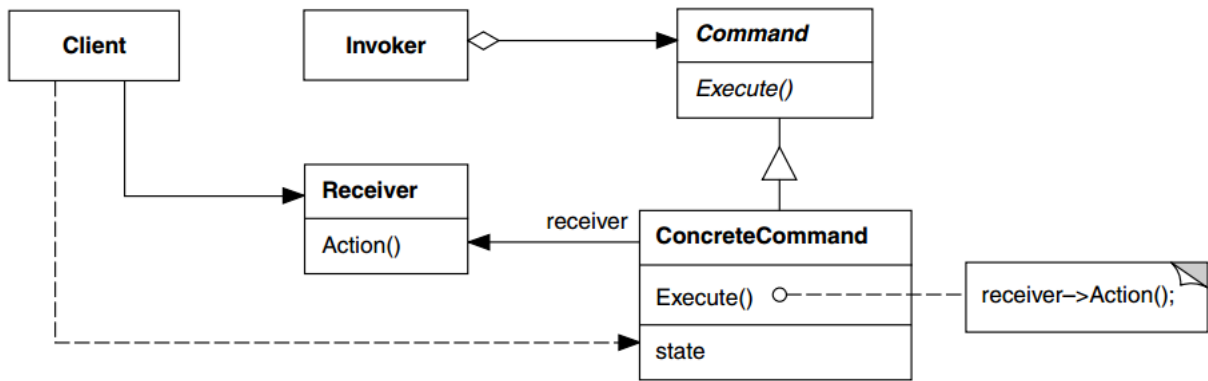 Client
Invoker
Command
Execute()
Receiver
Action()
receiver
ConcreteCommand
Execute()
receiver–>Action();
state